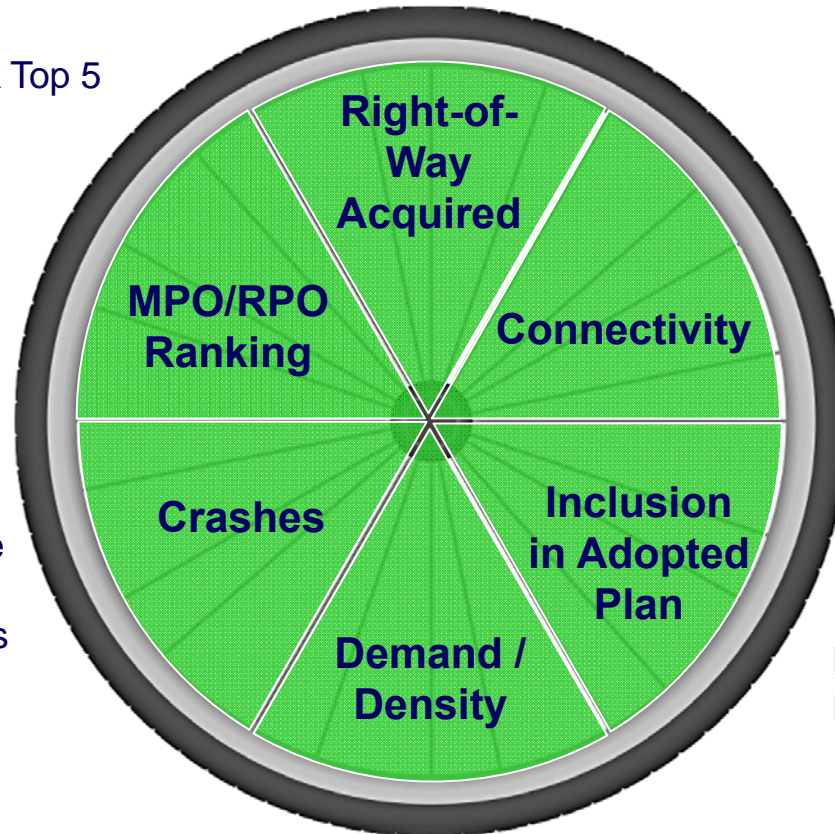 Top 5
Right-of-
Way
Acquired
MPO/RPO
Ranking
Connectivity
Crashes
Inclusion
in Adopted
Plan
Demand /
Density